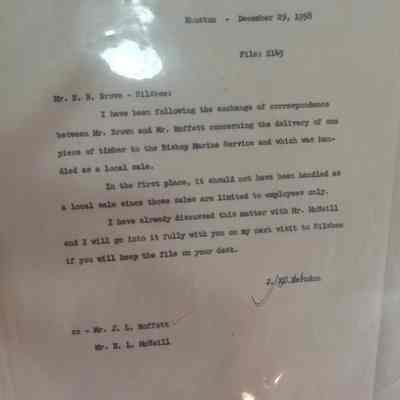 Houston - December 29, 1958
File: 2145
Mr. E. R. Brown - Silsbee:
I have been following the exchange of correspondence
between Mr. Brown and Mr. Moffett concerning the delivery of one
piece of timber to the Bishop Marine Service and which was han-
dled as a local sale.
In the first place, it should not have been handled as
a local sale since those sales are limited to employees only.
I have already discussed this matter with Mr. McNeill
and I will go into it fully with you on my next visit to Silsbee
if you will keep the file on your desk.
cc - Mr. J. L. Moffett
Mr. H. L. McNeill